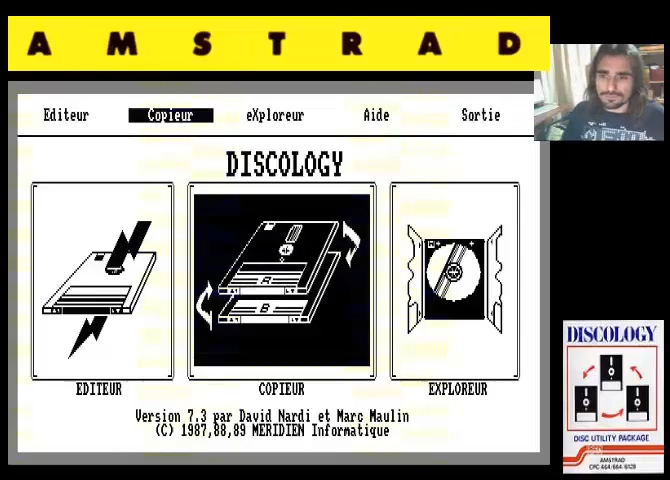 AMSTRAD
Editeur Copieur eXploreur Aide Sortie
DISCOLOGY
A
B
EDITEUR COPIEUR EXPLOREUR
Version 7.3 par David Nardi et Marc Maulin
(C) 1987,88,89 MERIDIEN Informatique
DISCOLOGY
DISC UTILITY PACKAGE
AMSTRAD
CPC 464/664/6128